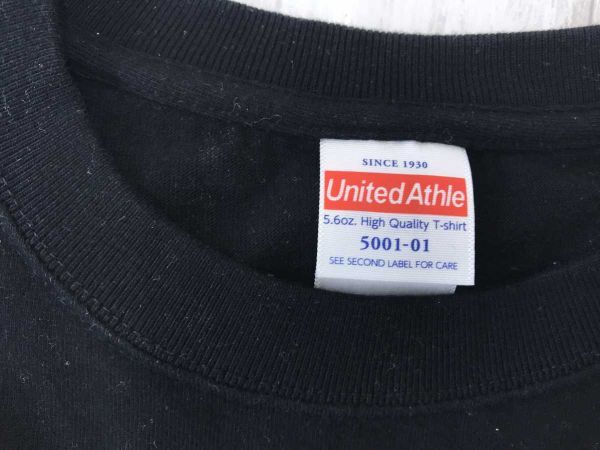 SINCE 1930
United Athle
5.6oz. High Quality T-shirt
5001-01
SEE SECOND LABEL FOR CARE